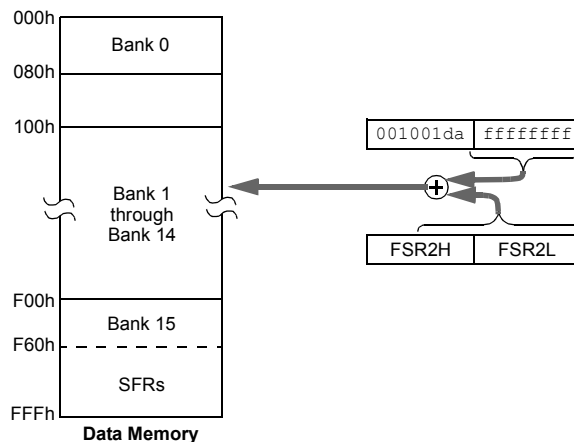 000h
Bank 0
080h
100h
001001da ffffffff
Bank 1
through
Bank 14
FSR2H FSR2L
F00h
Bank 15
F60h
SFRs
FFFh
Data Memory